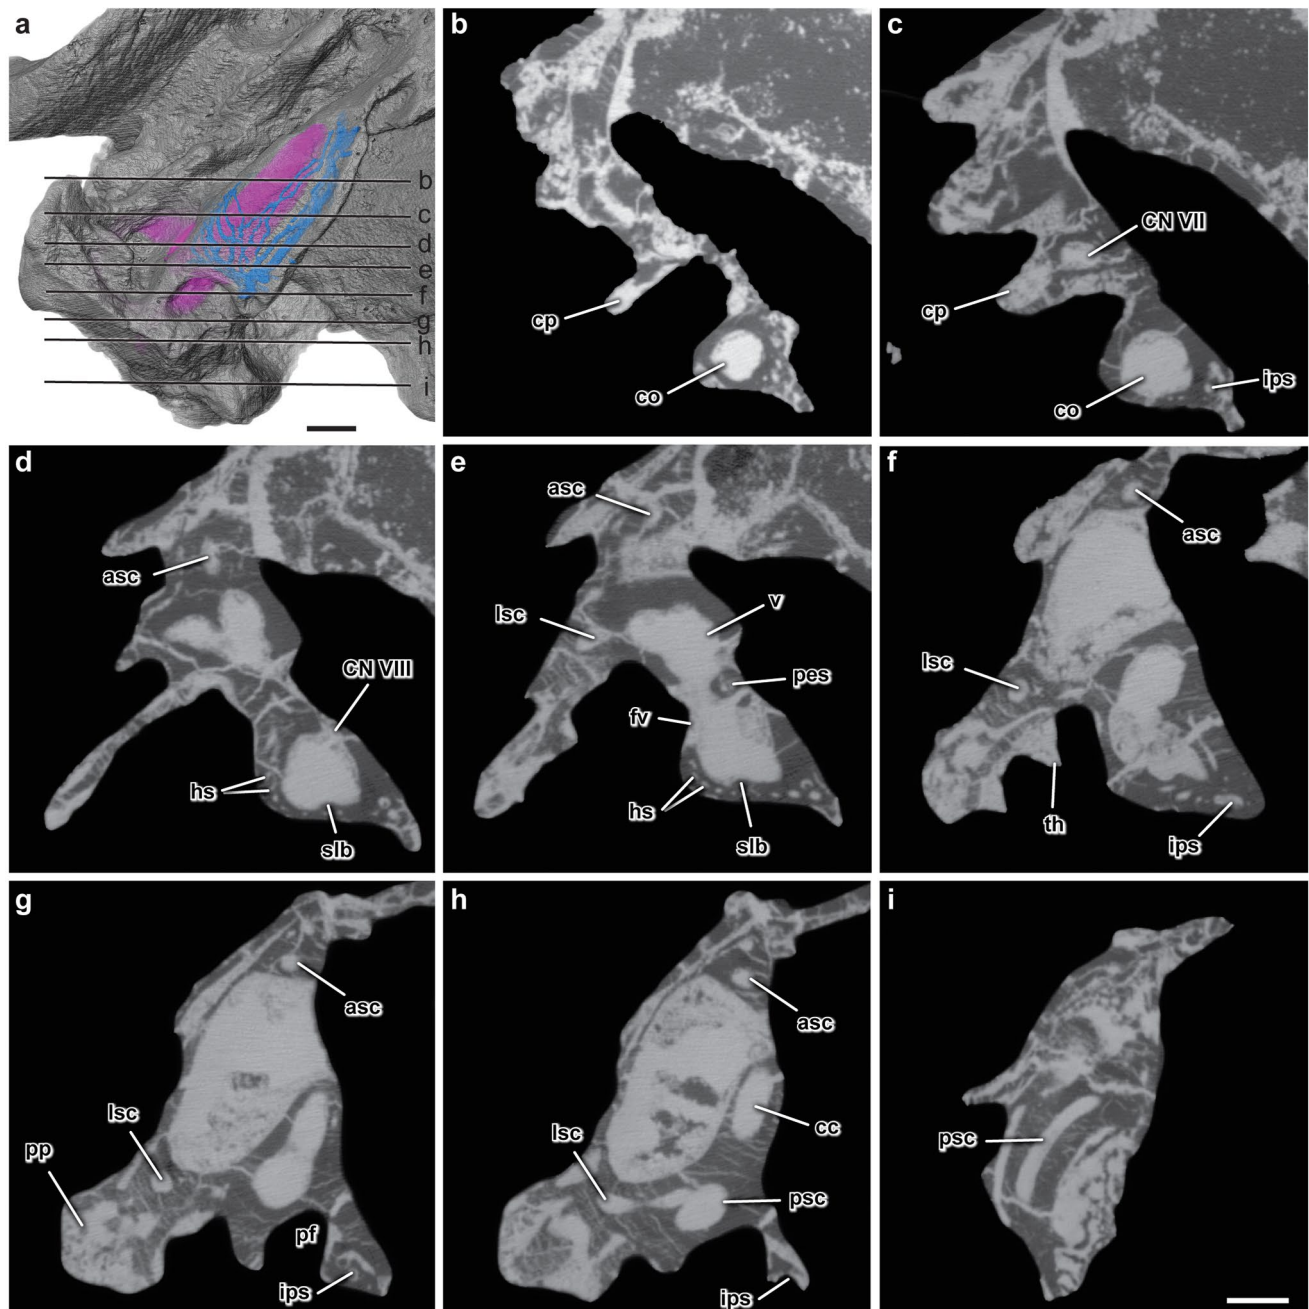 a
b
c
d
e
f
g
h
i
b
cp
co
c
CN VII
cp
co
ips
d
asc
CN VIII
hs
slb
e
asc
lsc
v
pes
fv
hs
slb
f
asc
lsc
th
ips
g
asc
lsc
pp
pf
ips
h
asc
cc
lsc
psc
ips
i
psc